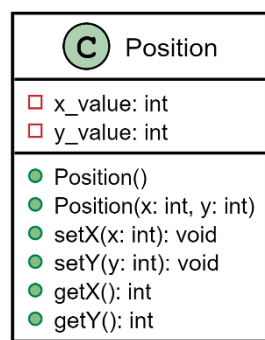 C Position
x_value: int
y_value: int
Position()
Position(x: int, y: int)
setX(x: int): void
setY(y: int): void
getX(): int
getY(): int